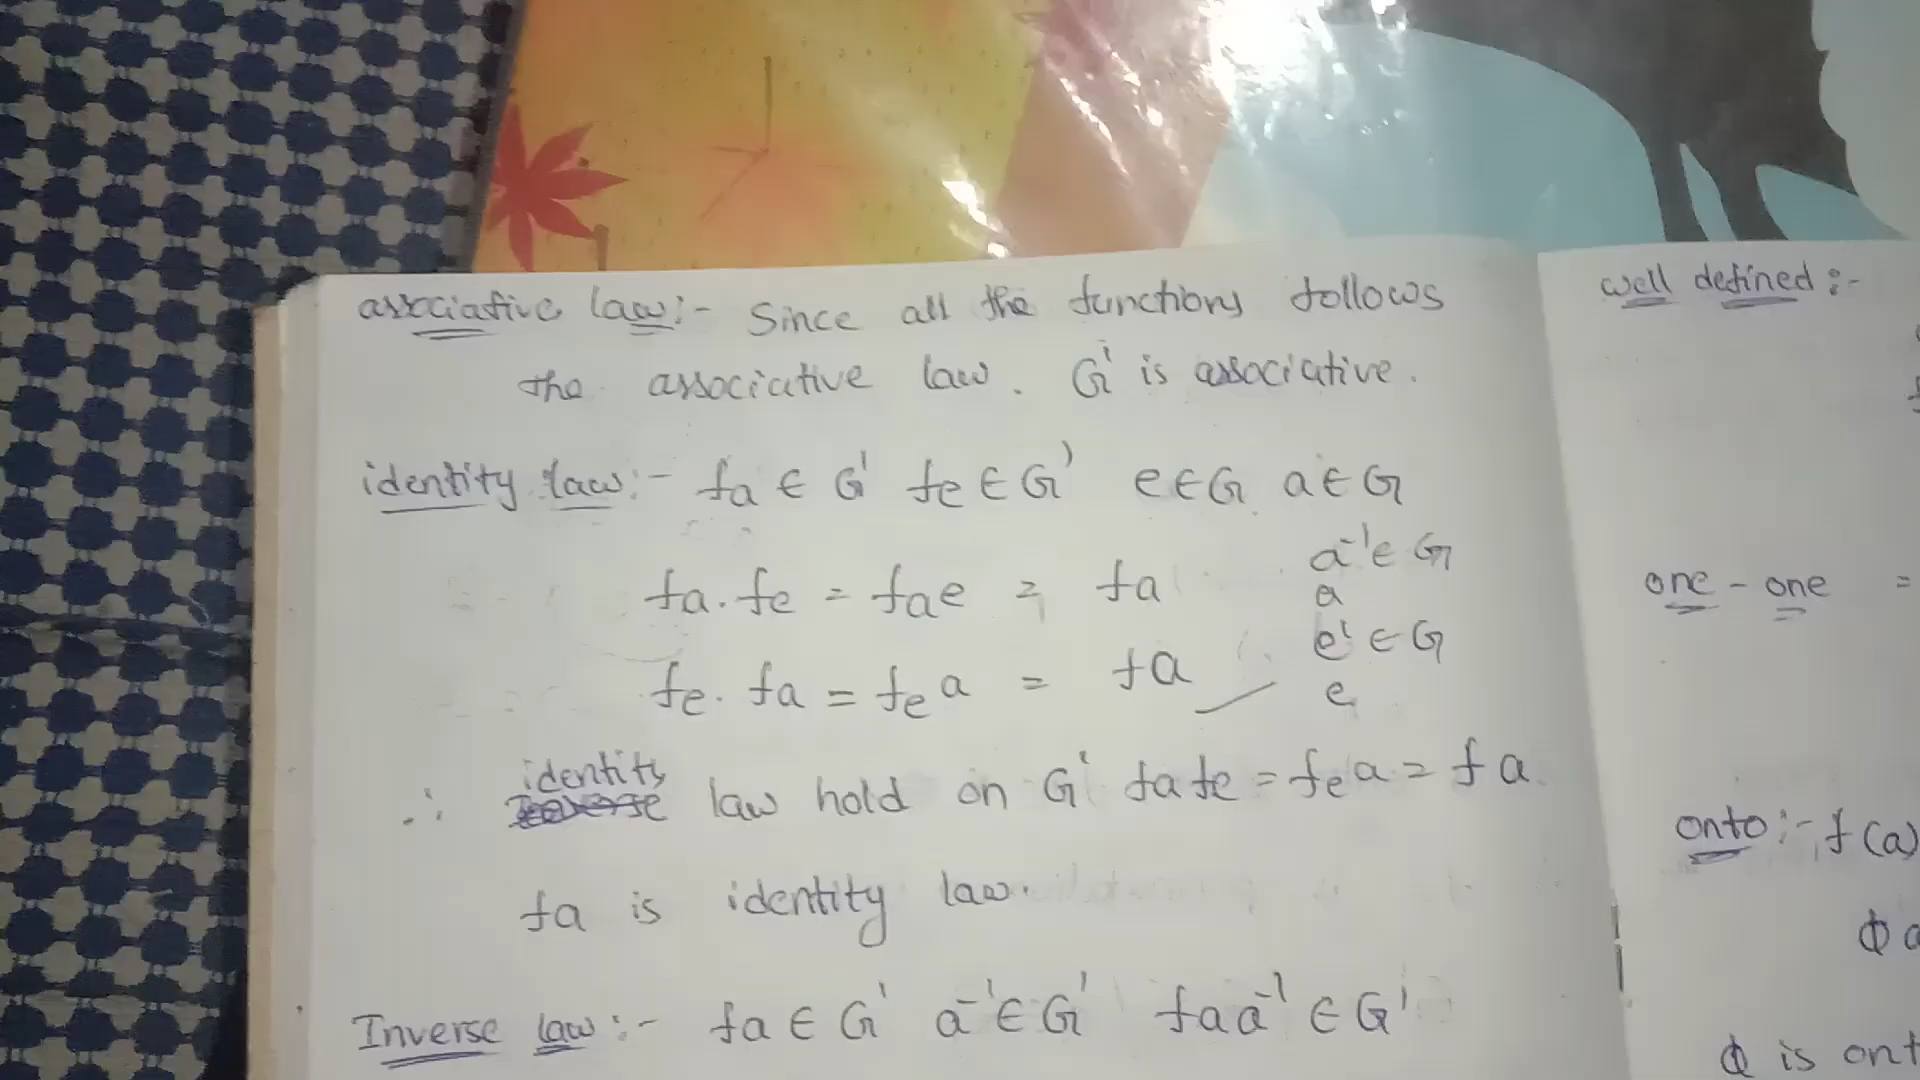 associative law:- Since all the functions follows
the associative law. G' is associative.
identity law:- fa ∈ G' fe ∈ G' e ∈ G a ∈ G
a⁻¹ ∈ G
fa.fe = fae = fa
a
e' ∈ G
fe. fa = fea = fa
e
identity
∴ law hold on G' fafe = fea = fa
fa is identity law.
Inverse law:- fa ∈ G' a⁻¹ ∈ G' faa⁻¹ ∈ G'
well defined:-
one - one =
onto:- f(a)
Φ is ont